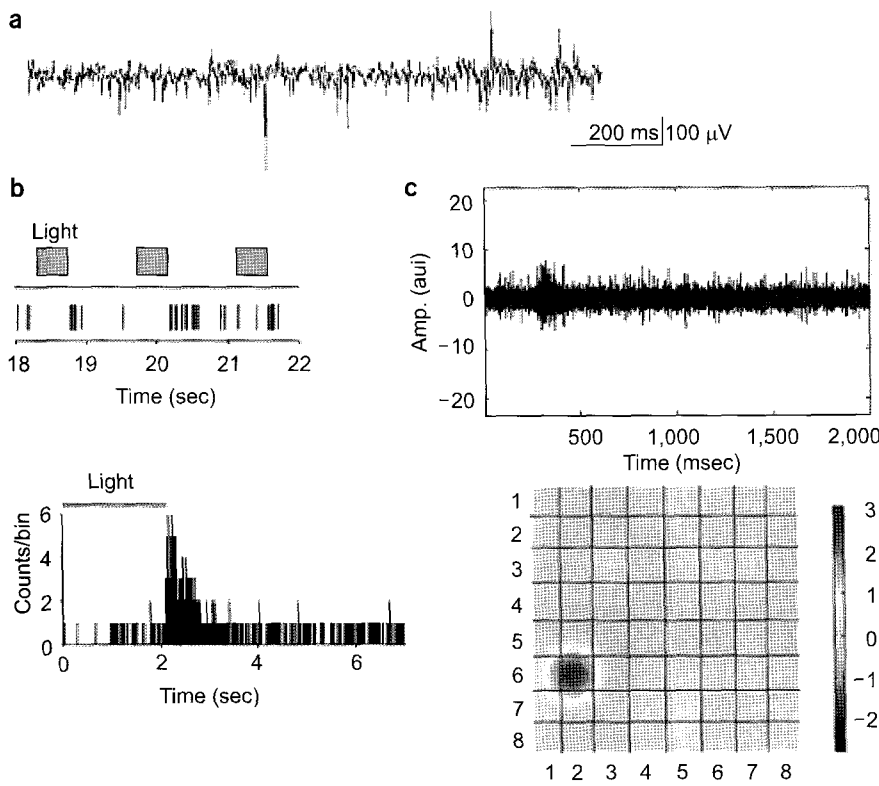 a
200 ms 100 μV
b
Light
18 19 20 21 22
Time (sec)
Light
Counts/bin
6
4
2
0
0 2 4 6
Time (sec)
c
Amp. (aui)
20
10
0
−10
−20
500 1,000 1,500 2,000
Time (msec)
1
2
3
4
5
6
7
8
1 2 3 4 5 6 7 8
3
2
1
0
−1
−2